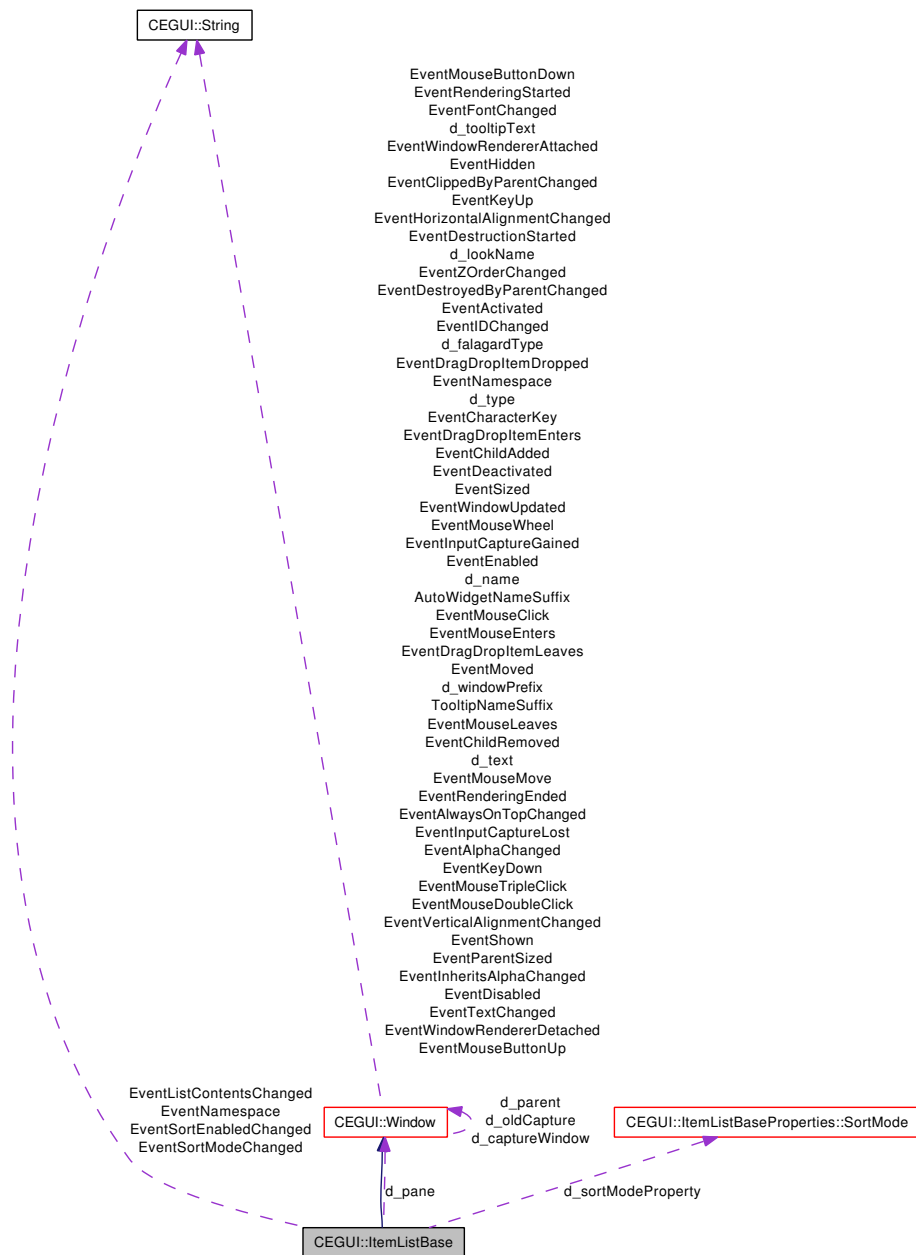 CEGUI::String
EventMouseButtonDown
EventRenderingStarted
EventFontChanged
d_tooltipText
EventWindowRendererAttached
EventHidden
EventClippedByParentChanged
EventKeyUp
EventHorizontalAlignmentChanged
EventDestructionStarted
d_lookName
EventZOrderChanged
EventDestroyedByParentChanged
EventActivated
EventIDChanged
d_falagardType
EventDragDropItemDropped
EventNamespace
d_type
EventCharacterKey
EventDragDropItemEnters
EventChildAdded
EventDeactivated
EventSized
EventWindowUpdated
EventMouseWheel
EventInputCaptureGained
EventEnabled
d_name
AutoWidgetNameSuffix
EventMouseClick
EventMouseEnters
EventDragDropItemLeaves
EventMoved
d_windowPrefix
TooltipNameSuffix
EventMouseLeaves
EventChildRemoved
d_text
EventMouseMove
EventRenderingEnded
EventAlwaysOnTopChanged
EventInputCaptureLost
EventAlphaChanged
EventKeyDown
EventMouseTripleClick
EventMouseDoubleClick
EventVerticalAlignmentChanged
EventShown
EventParentSized
EventInheritsAlphaChanged
EventDisabled
EventTextChanged
EventWindowRendererDetached
EventMouseButtonUp
EventListContentsChanged
EventNamespace
EventSortEnabledChanged
EventSortModeChanged
CEGUI::Window
d_parent
d_oldCapture
d_captureWindow
CEGUI::ItemListBaseProperties::SortMode
d_pane
d_sortModeProperty
CEGUI::ItemListBase